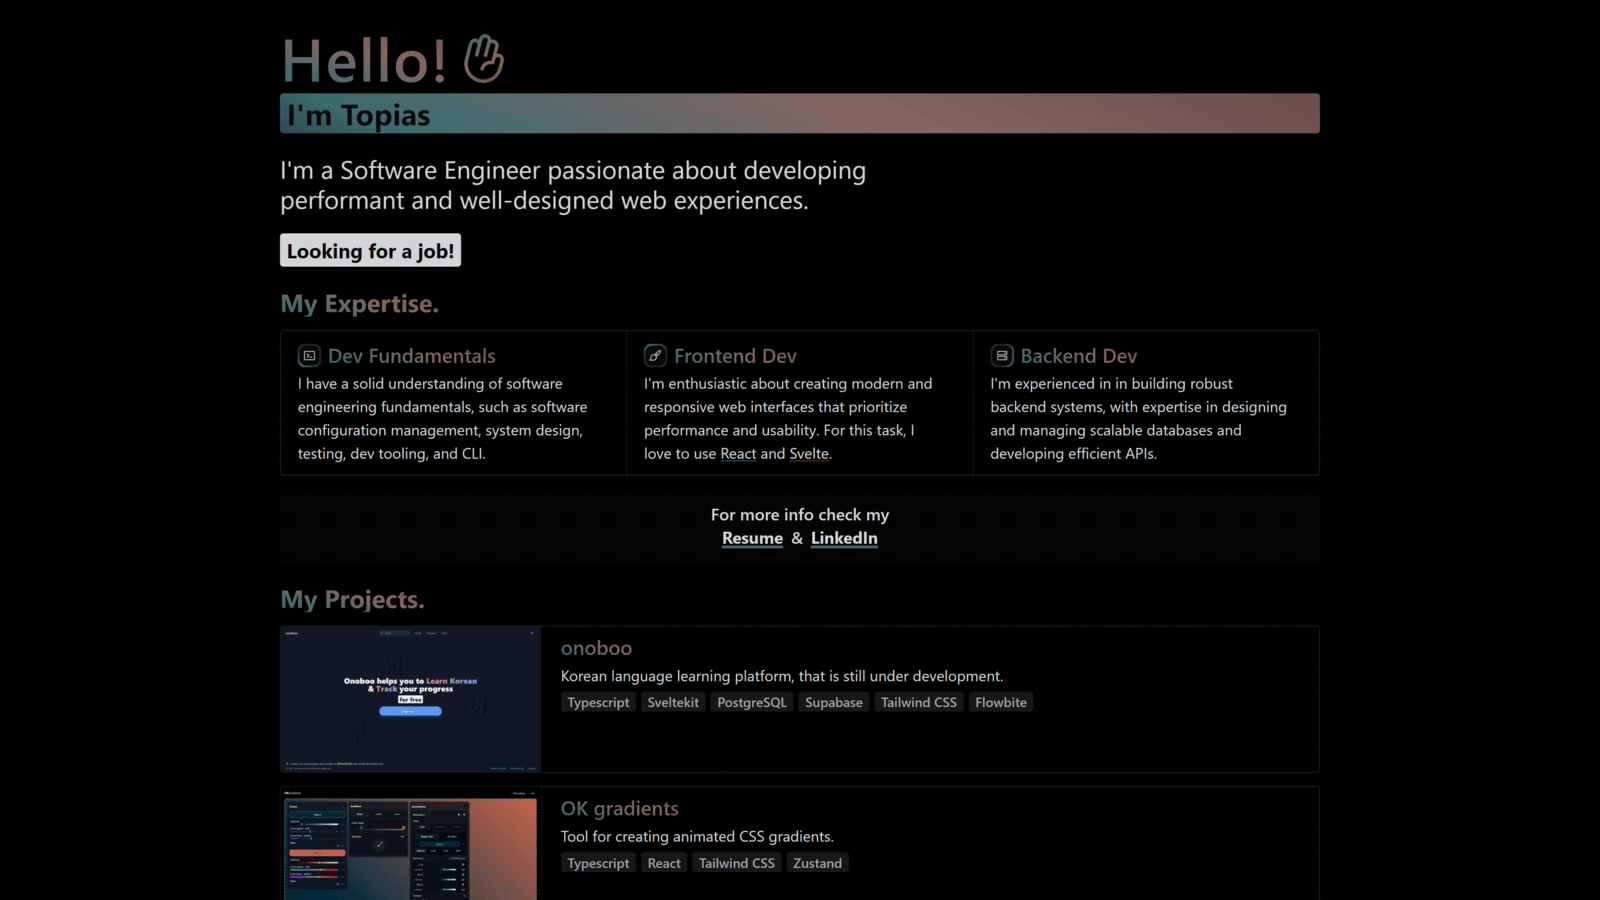 Hello!
I'm Topias
I'm a Software Engineer passionate about developing
performant and well-designed web experiences.
Looking for a job!
My Expertise.
Dev Fundamentals
I have a solid understanding of software
engineering fundamentals, such as software
configuration management, system design,
testing, dev tooling, and CLI.
Frontend Dev
I'm enthusiastic about creating modern and
responsive web interfaces that prioritize
performance and usability. For this task, I
love to use React and Svelte.
Backend Dev
I'm experienced in in building robust
backend systems, with expertise in designing
and managing scalable databases and
developing efficient APIs.
For more info check my
Resume & LinkedIn
My Projects.
Onoboo helps you to Learn Korean
& Track your progress
for free
onoboo
Korean language learning platform, that is still under development.
Typescript Sveltekit PostgreSQL Supabase Tailwind CSS Flowbite
OK gradients
Tool for creating animated CSS gradients.
Typescript React Tailwind CSS Zustand